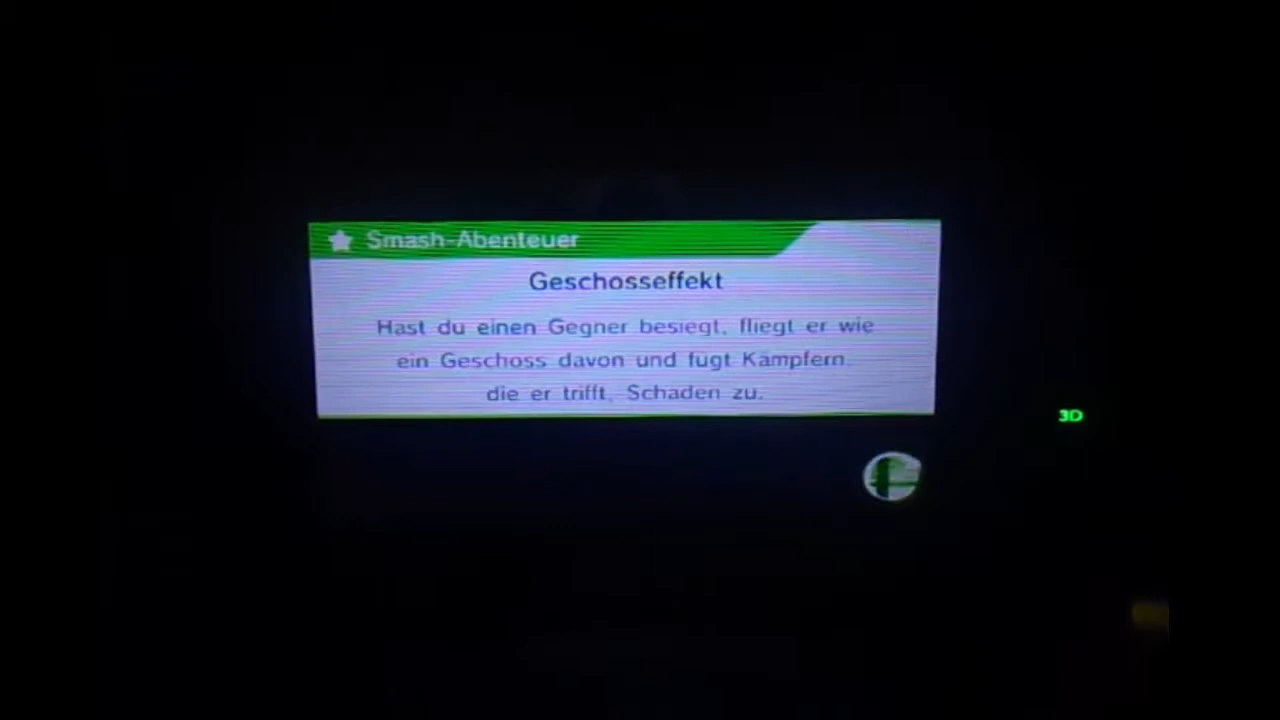 Smash-Abenteuer
Geschosseffekt
Hast du einen Gegner besiegt, fliegt er wie
ein Geschoss davon und fügt Kämpfern,
die er trifft, Schaden zu.
3D